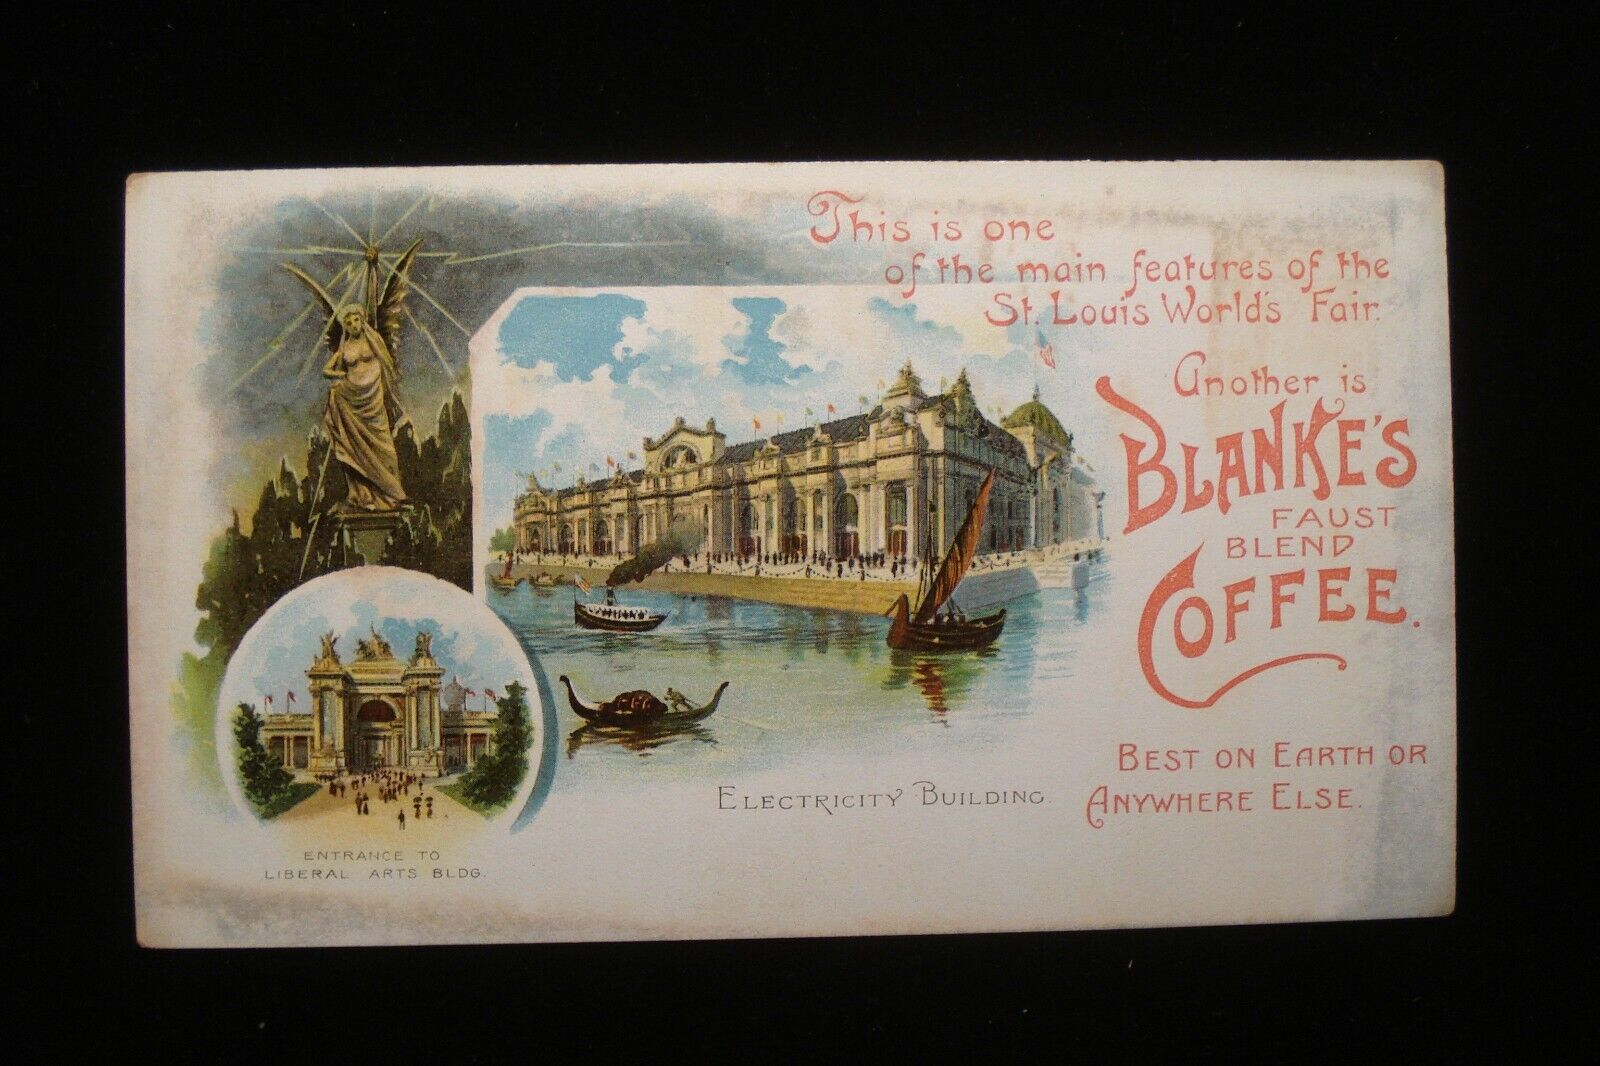 This is one
of the main features of the
St. Louis World's Fair.
Another is
BLANKE'S
FAUST
BLEND
COFFEE.
BEST ON EARTH OR
ANYWHERE ELSE.
ELECTRICITY BUILDING.
ENTRANCE TO
LIBERAL ARTS BLDG.